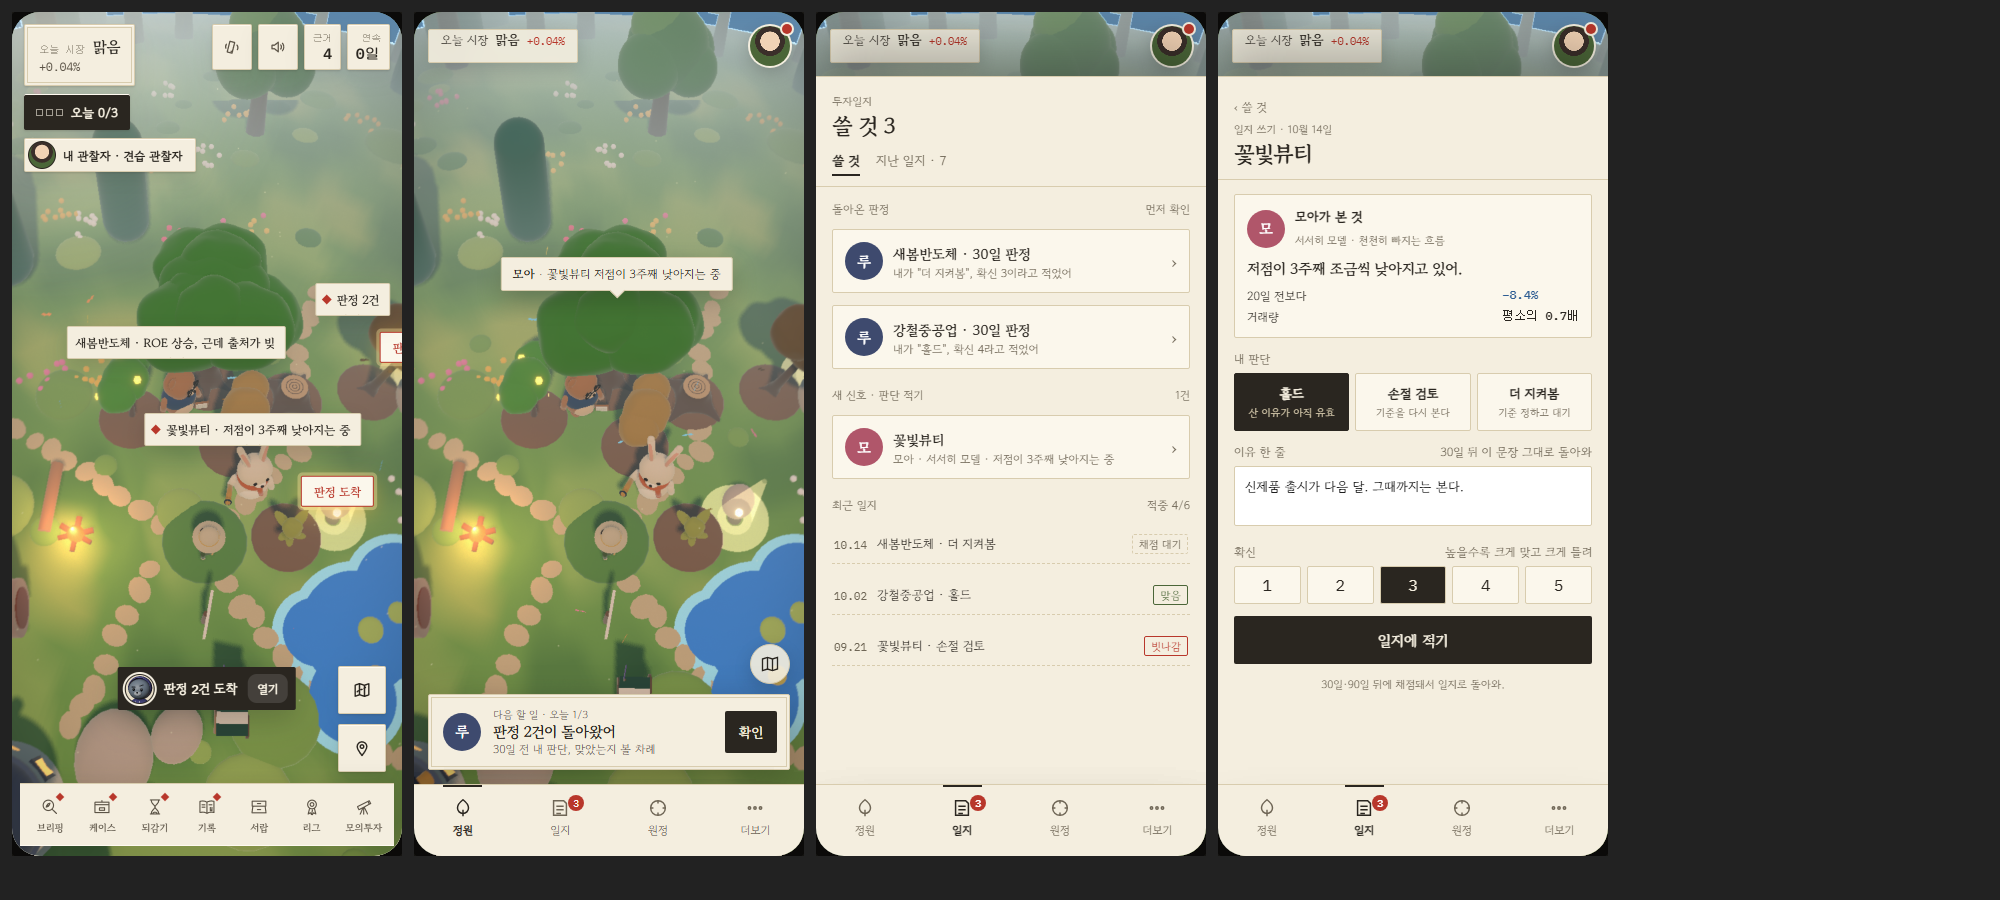 오늘 시장 맑음
+0.04%
근거
4
연속
0일
오늘 0/3
내 관찰자 · 견습 관찰자
판정 2건
새봄반도체 · ROE 상승, 근데 출처가 빚
판
꽃빛뷰티 · 저점이 3주째 낮아지는 중
판정 도착
판정 2건 도착 열기
브리핑 케이스 되감기 기록 서랍 리그 모의투자
오늘 시장 맑음 +0.04%
모아 · 꽃빛뷰티 저점이 3주째 낮아지는 중
루
다음 할 일 · 오늘 1/3
판정 2건이 돌아왔어
30일 전 내 판단, 맞았는지 볼 차례
확인
3
정원 일지 원정 더보기
오늘 시장 맑음 +0.04%
투자일지
쓸 것 3
쓸 것 지난 일지 · 7
돌아온 판정 먼저 확인
루
새봄반도체 · 30일 판정
내가 "더 지켜봄", 확신 3이라고 적었어
›
루
강철중공업 · 30일 판정
내가 "홀드", 확신 4라고 적었어
›
새 신호 · 판단 적기 1건
모
꽃빛뷰티
모아 · 서서히 모델 · 저점이 3주째 낮아지는 중
›
최근 일지 적중 4/6
10.14 새봄반도체 · 더 지켜봄 채점 대기
10.02 강철중공업 · 홀드 맞음
09.21 꽃빛뷰티 · 손절 검토 빗나감
3
정원 일지 원정 더보기
오늘 시장 맑음 +0.04%
‹ 쓸 것
일지 쓰기 · 10월 14일
꽃빛뷰티
모
모아가 본 것
서서히 모델 · 천천히 빠지는 흐름
저점이 3주째 조금씩 낮아지고 있어.
20일 전보다 −8.4%
거래량 평소의 0.7배
내 판단
홀드
산 이유가 아직 유효
손절 검토
기준을 다시 본다
더 지켜봄
기준 정하고 대기
이유 한 줄 30일 뒤 이 문장 그대로 돌아와
신제품 출시가 다음 달. 그때까지는 본다.
확신 높을수록 크게 맞고 크게 틀려
1 2 3 4 5
일지에 적기
30일·90일 뒤에 채점돼서 일지로 돌아와.
3
정원 일지 원정 더보기